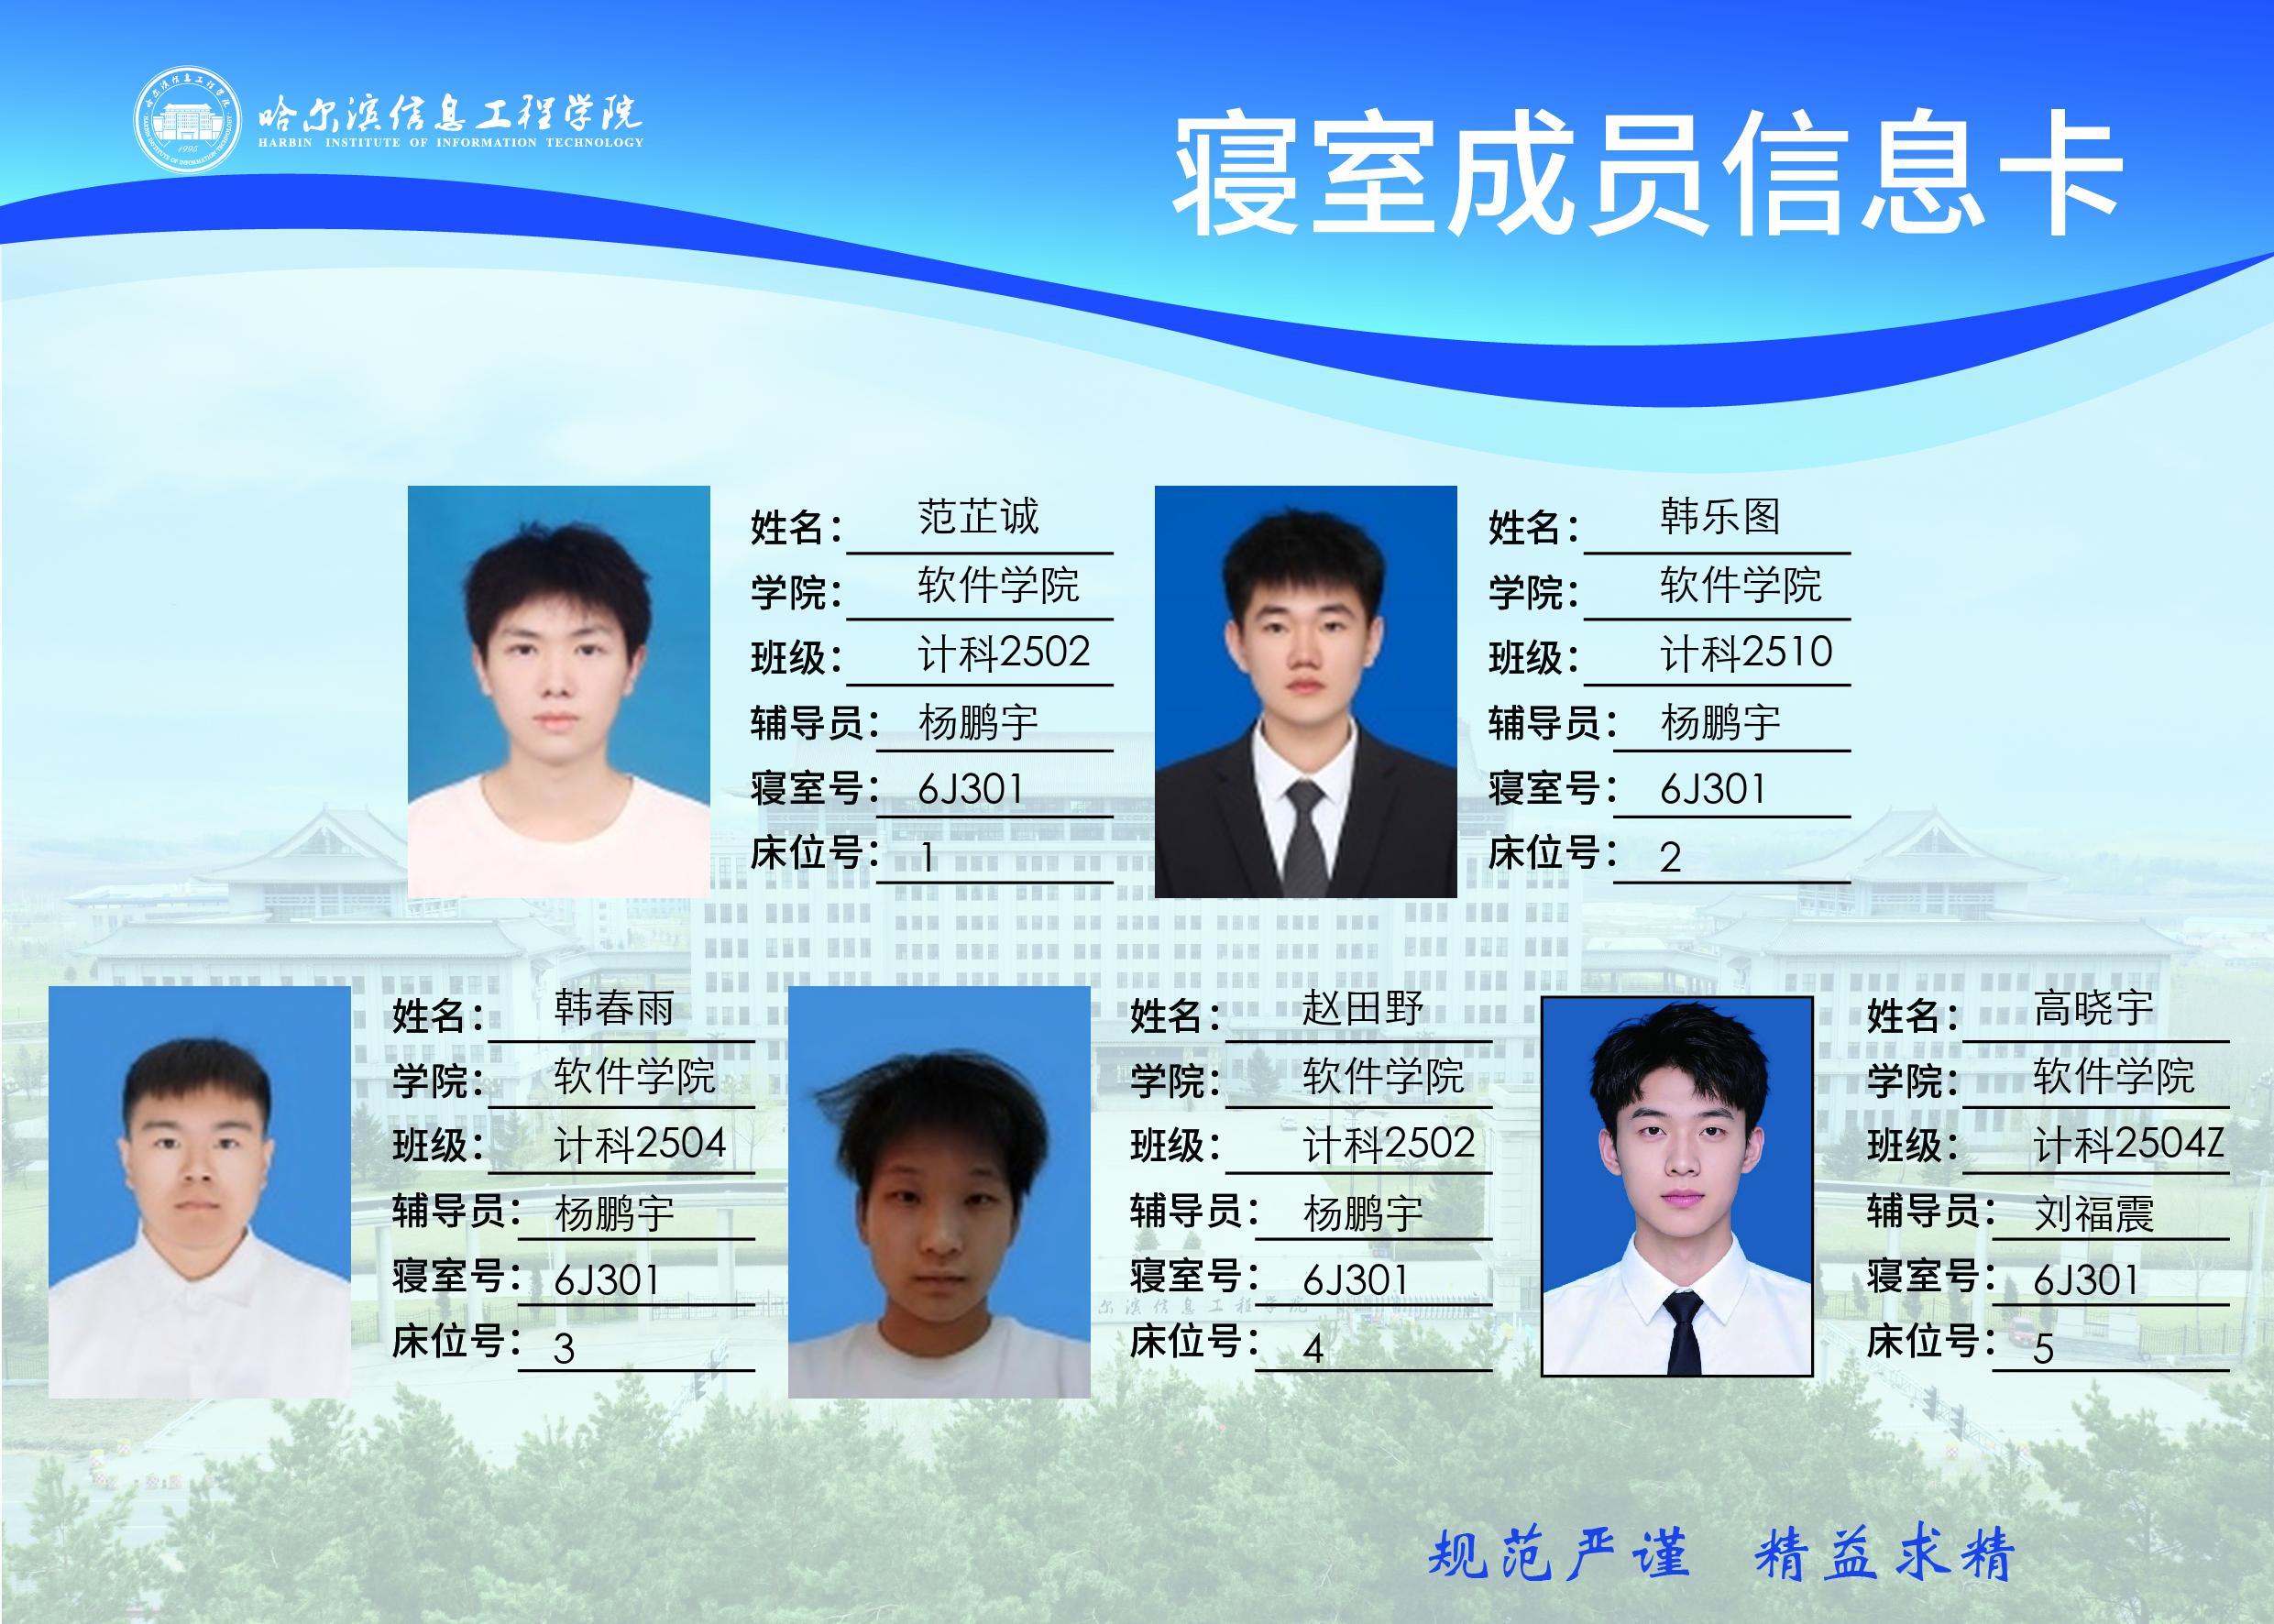 哈尔滨信息工程学院
HARBIN INSTITUTE OF INFORMATION TECHNOLOGY
1995
寝室成员信息卡
姓名：范芷诚
学院：软件学院
班级：计科2502
辅导员：杨鹏宇
寝室号：6J301
床位号：1
姓名：韩乐图
学院：软件学院
班级：计科2510
辅导员：杨鹏宇
寝室号：6J301
床位号：2
姓名：韩春雨
学院：软件学院
班级：计科2504
辅导员：杨鹏宇
寝室号：6J301
床位号：3
姓名：赵田野
学院：软件学院
班级：计科2502
辅导员：杨鹏宇
寝室号：6J301
床位号：4
姓名：高晓宇
学院：软件学院
班级：计科2504Z
辅导员：刘福震
寝室号：6J301
床位号：5
尔滨信息工程学院
规范严谨 精益求精